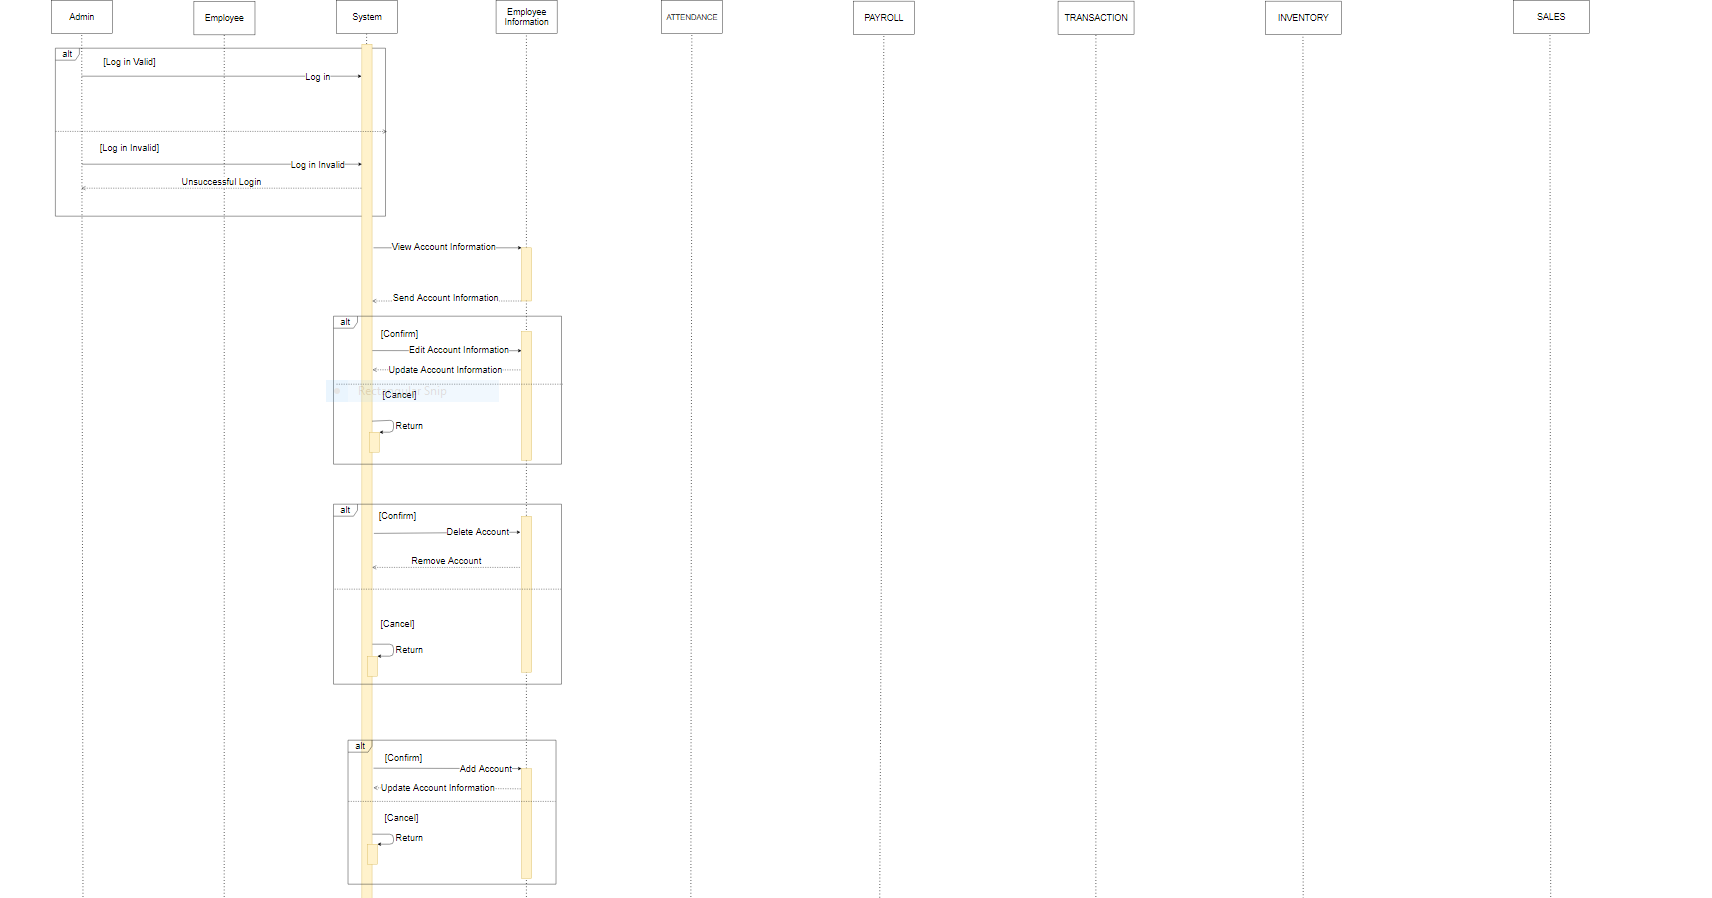 Admin
Employee
System
Employee
Information
ATTENDANCE
PAYROLL
TRANSACTION
INVENTORY
SALES
alt
[Log in Valid]
Log in
[Log in Invalid]
Log in Invalid
Unsuccessful Login
View Account Information
Send Account Information
alt
[Confirm]
Edit Account Information
Update Account Information
Rectangular Snip
[Cancel]
Return
alt
[Confirm]
Delete Account
Remove Account
[Cancel]
Return
alt
[Confirm]
Add Account
Update Account Information
[Cancel]
Return